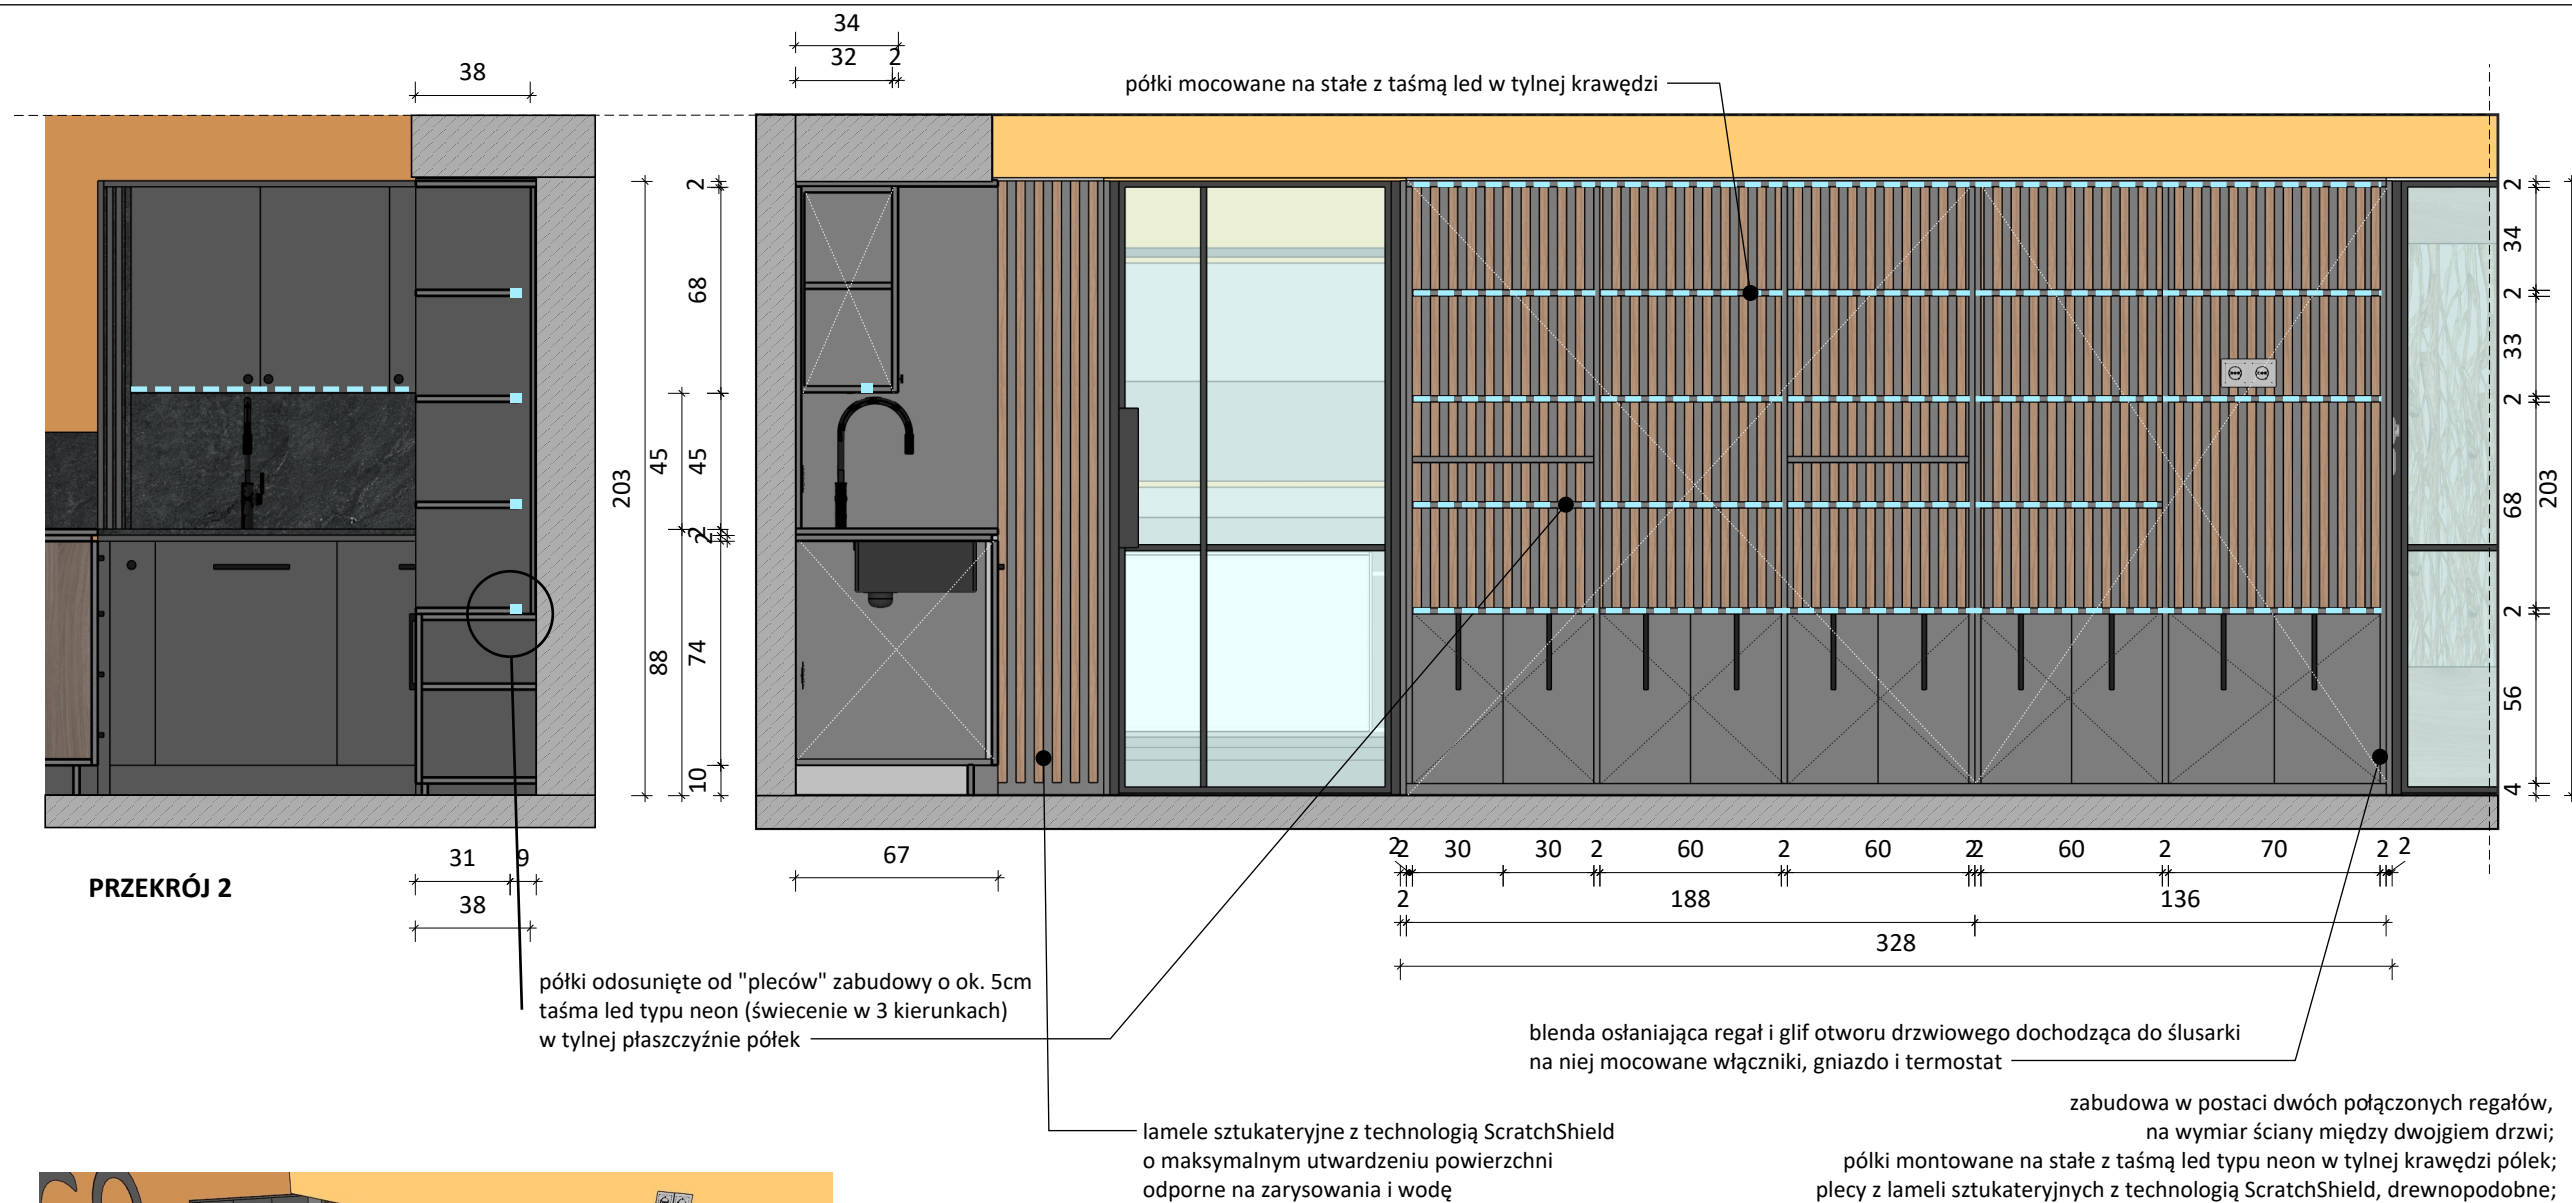 34
32 2
38
półki mocowane na stałe z taśmą led w tylnej krawędzi
2
68
45
2
2
74
10
45
88
203
2
34
2
33
2
68
2
56
4
203
31 9
38
PRZEKRÓJ 2
67
2 2 30 30 2 60 2 60 2 2 60 2 70 2 2
2 188 136
328
półki odosunięte od "pleców" zabudowy o ok. 5cm
taśma led typu neon (świecenie w 3 kierunkach)
w tylnej płaszczyźnie półek
blenda osłaniająca regał i glif otworu drzwiowego dochodząca do ślusarki
na niej mocowane włączniki, gniazdo i termostat
lamele sztukateryjne z technologią ScratchShield
o maksymalnym utwardzeniu powierzchni
odporne na zarysowania i wodę
zabudowa w postaci dwóch połączonych regałów,
na wymiar ściany między dwojgiem drzwi;
pólki montowane na stałe z taśmą led typu neon w tylnej krawędzi pólek;
plecy z lameli sztukateryjnych z technologią ScratchShield, drewnopodobne;